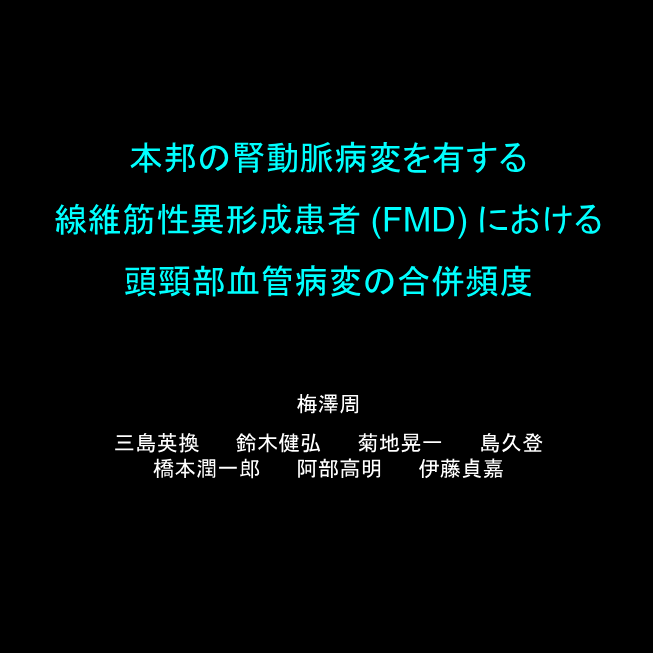 本邦の腎動脈病変を有する
線維筋性異形成患者 (FMD) における
頭頸部血管病変の合併頻度
梅澤周
三島英換 鈴木健弘 菊地晃一 島久登
橋本潤一郎 阿部高明 伊藤貞嘉